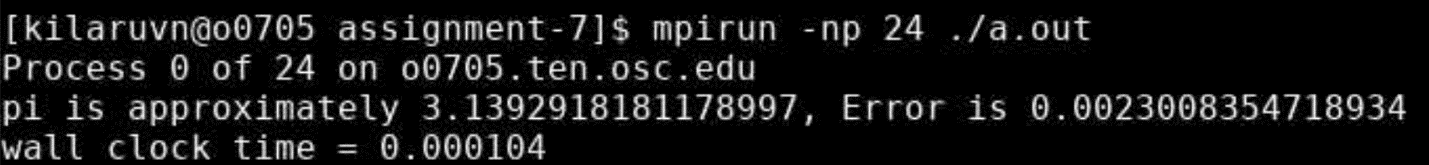 [kilaruvn@o0705 assignment-7]$ mpirun -np 24 ./a.out
Process 0 of 24 on o0705.ten.osc.edu
pi is approximately 3.1392918181178997, Error is 0.0023008354718934
wall clock time = 0.000104